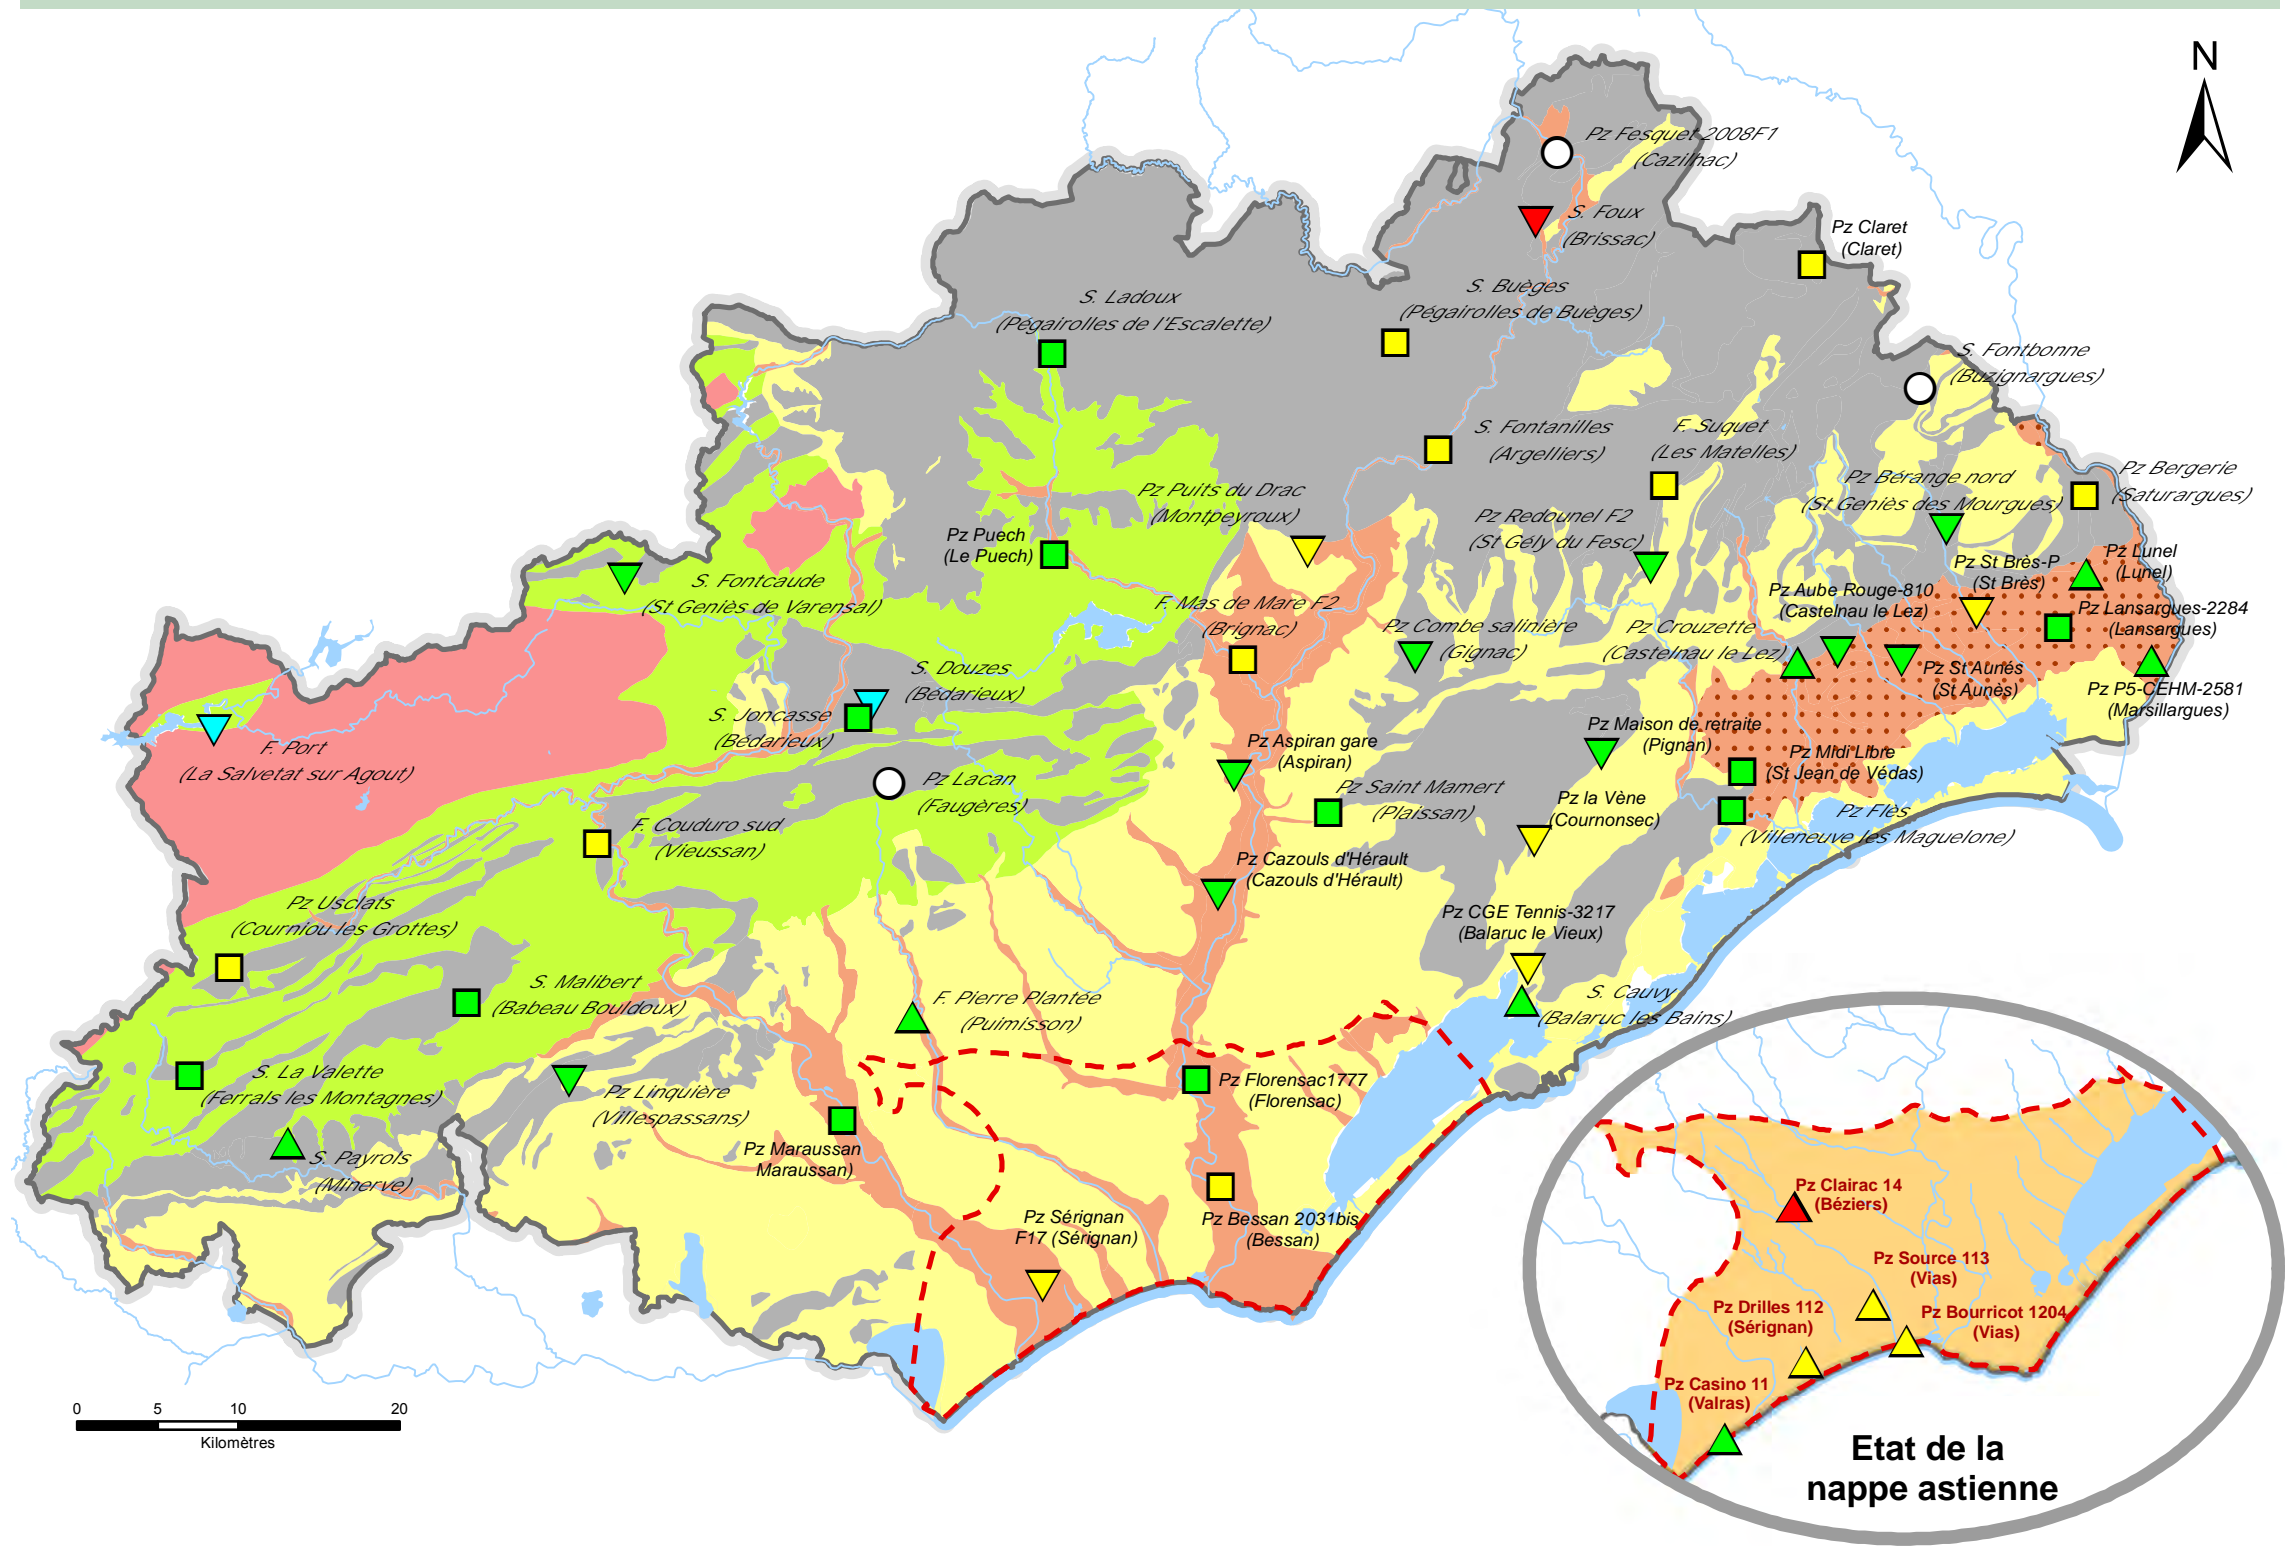 N
Pz Fesquet 2008F1
(Cazilhac)
S. Foux
(Brissac)
Pz Claret
(Claret)
S. Buèges
(Pégairolles de Buèges)
S. Ladoux
(Pégairolles de l'Escalette)
S. Fontbonne
(Buzignargues)
S. Fontanilles
(Argelliers)
F. Suquet
(Les Matelles)
Pz Bérange nord
(St Geniès des Mourgues)
Pz Bergerie
(Saturargues)
Pz Puits du Drac
(Montpeyroux)
Pz Redounel F2
(St Gély du Fesc)
Pz Puech
(Le Puech)
Pz St Brès-P
(St Brès)
Pz Lunel
(Lunel)
S. Fontcaude
(St Geniès de Varensal)
Pz Aube Rouge-810
(Castelnau le Lez)
F. Mas de Mare F2
(Brignac)
Pz Lansargues-2284
(Lansargues)
Pz Combe salinière
(Gignac)
Pz Crouzette
(Castelnau le Lez)
S. Douzes
(Bédarieux)
Pz St Aunés
(St Aunès)
Pz P5-CEHM-2581
(Marsillargues)
S. Joncasse
(Bédarieux)
Pz Maison de retraite
(Pignan)
F. Port
(La Salvetat sur Agout)
Pz Aspiran gare
(Aspiran)
Pz Midi Libre
(St Jean de Védas)
Pz Lacan
(Faugères)
Pz Saint Mamert
(Plaissan)
Pz la Vène
(Cournonsec)
Pz Flès
(Villeneuve les Maguelone)
F. Couduro sud
(Vieussan)
Pz Cazouls d'Hérault
(Cazouls d'Hérault)
Pz Usclats
(Courniou les Grottes)
Pz CGE Tennis-3217
(Balaruc le Vieux)
S. Malibert
(Babeau Bouldoux)
F. Pierre Plantée
(Puimisson)
S. Cauvy
(Balaruc les Bains)
S. La Valette
(Ferrals les Montagnes)
Pz Linquière
(Villespassans)
Pz Florensac1777
(Florensac)
Pz Maraussan
Maraussan)
S. Payrols
(Minerve)
Pz Sérignan
F17 (Sérignan)
Pz Bessan 2031bis
(Bessan)
Pz Clairac 14
(Béziers)
Pz Source 113
(Vias)
Pz Drilles 112
(Sérignan)
Pz Bourricot 1204
(Vias)
Pz Casino 11
(Valras)
Etat de la
nappe astienne
0 5 10 20
Kilomètres